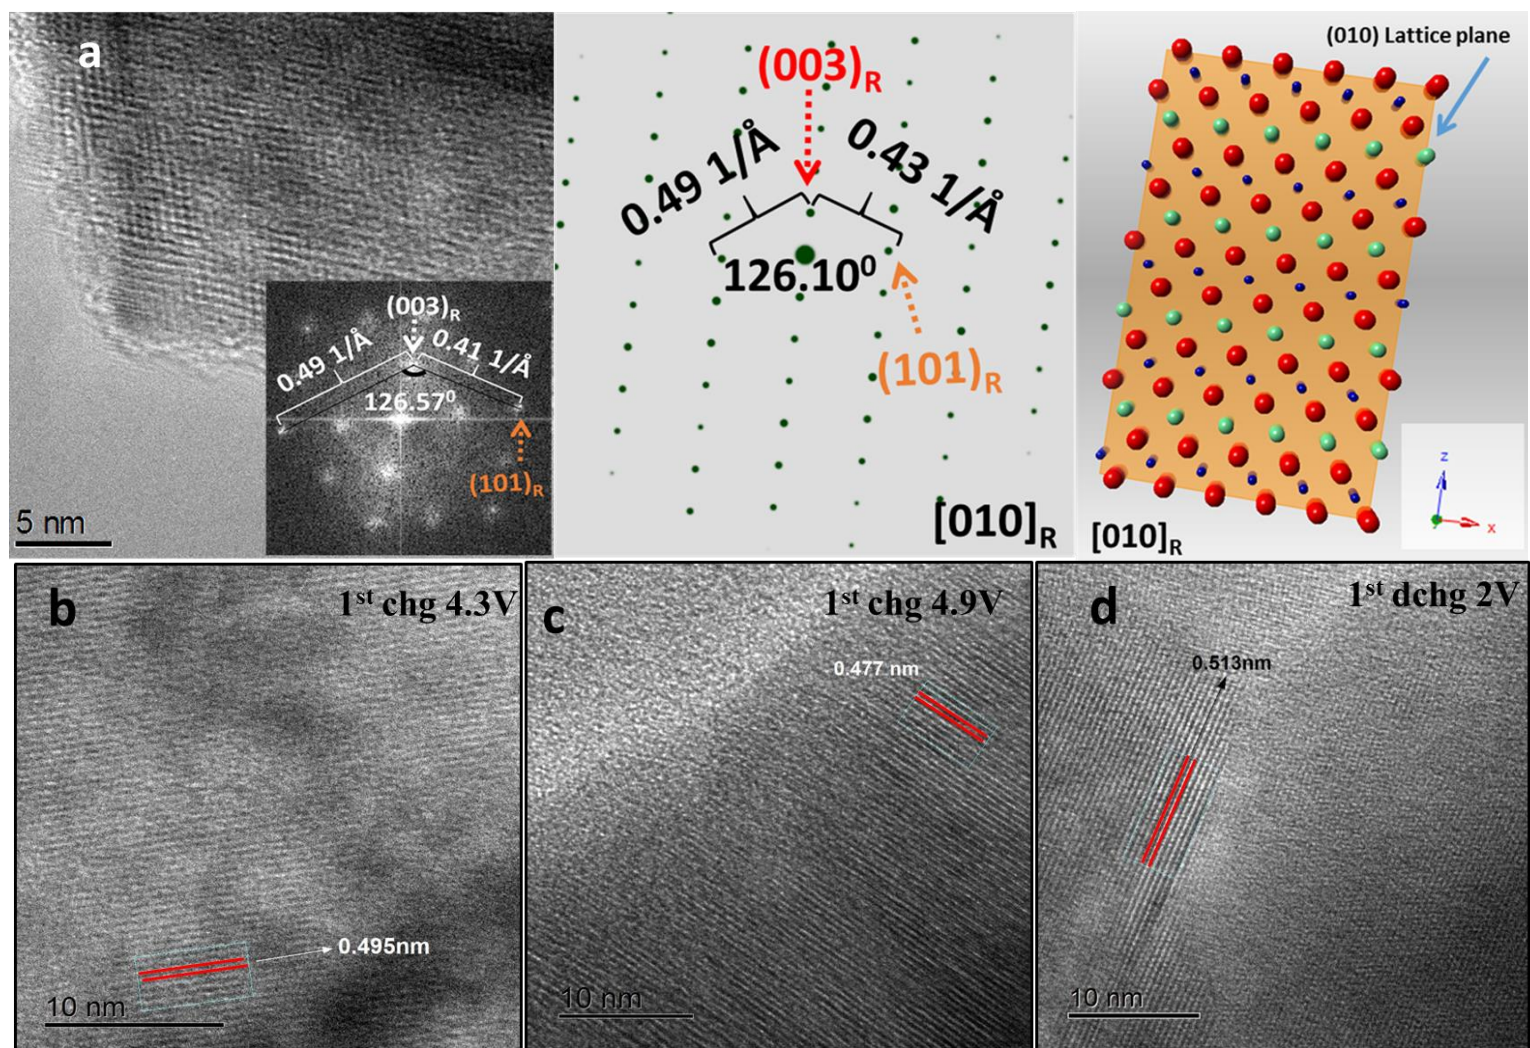 a
5 nm
(003)R
0.49 1/Å
0.41 1/Å
126.57⁰
(101)R
(003)R
0.49 1/Å
0.43 1/Å
126.10⁰
(101)R
[010]R
(010) Lattice plane
z
x
[010]R
b
1st chg 4.3V
0.495nm
10 nm
c
1st chg 4.9V
0.477 nm
10 nm
d
1st dchg 2V
0.513nm
10 nm